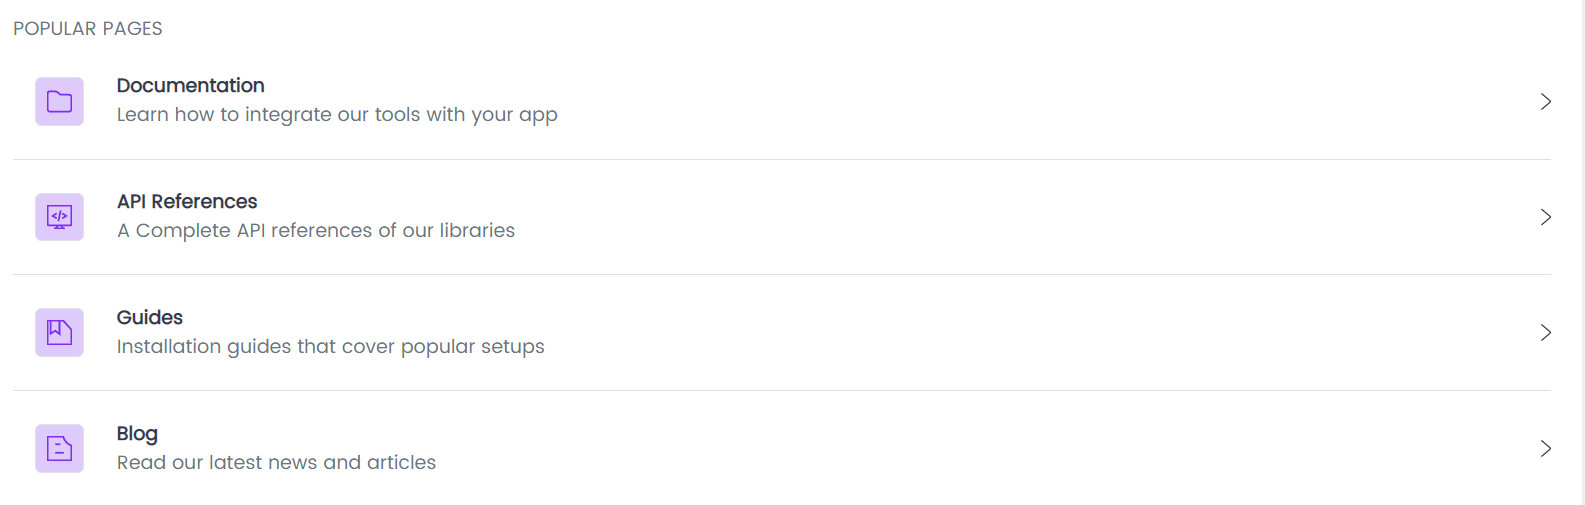 POPULAR PAGES
Documentation
Learn how to integrate our tools with your app
API References
A Complete API references of our libraries
Guides
Installation guides that cover popular setups
Blog
Read our latest news and articles